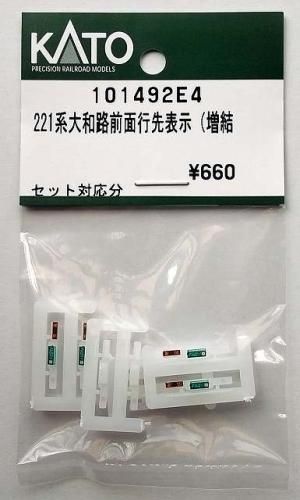 KATO
PRECISION RAILROAD MODELS
101492E4
221系大和路前面行先表示（増結
¥660
セット対応分